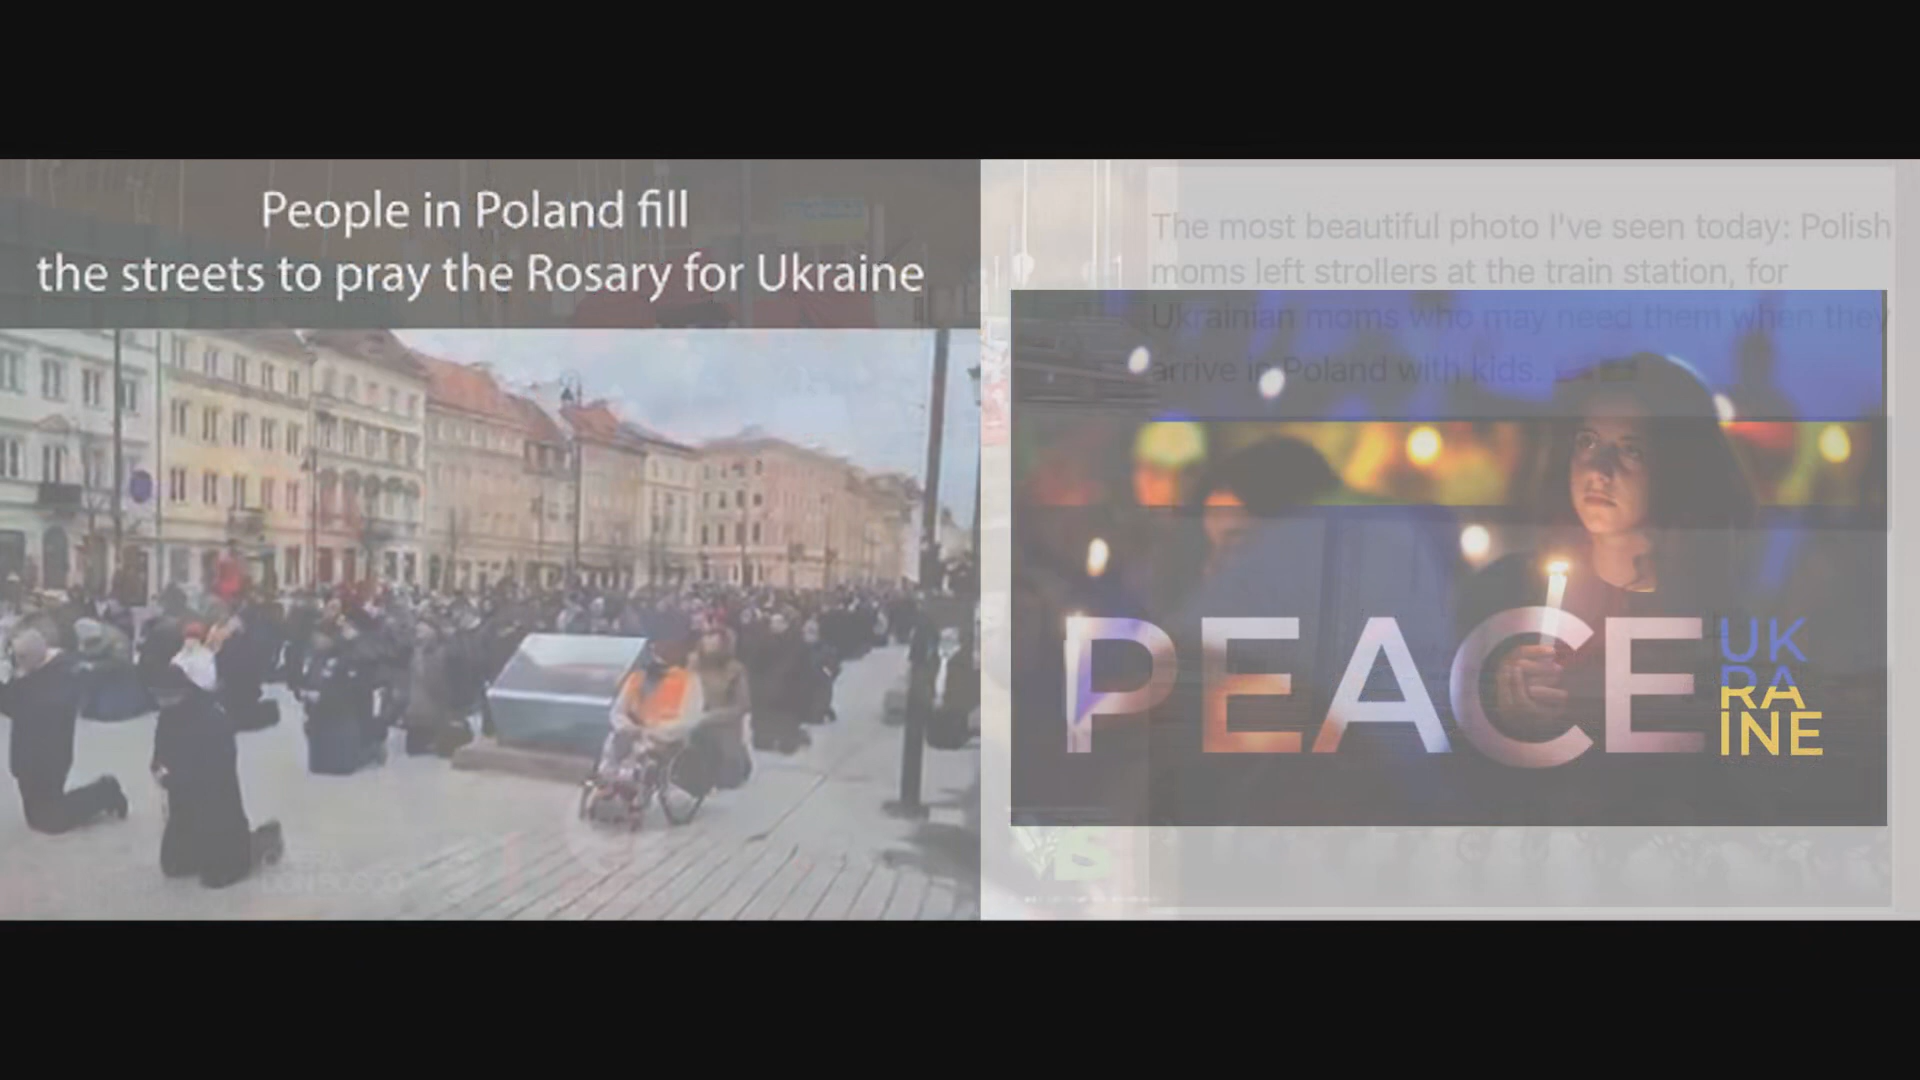 People in Poland fill
the streets to pray the Rosary for Ukraine
The most beautiful photo I've seen today: Polish
moms left strollers at the train station, for
Ukrainian moms who may need them when they
arrive in Poland with kids.
PEACE
UK
RA
INE
DON BOSCO